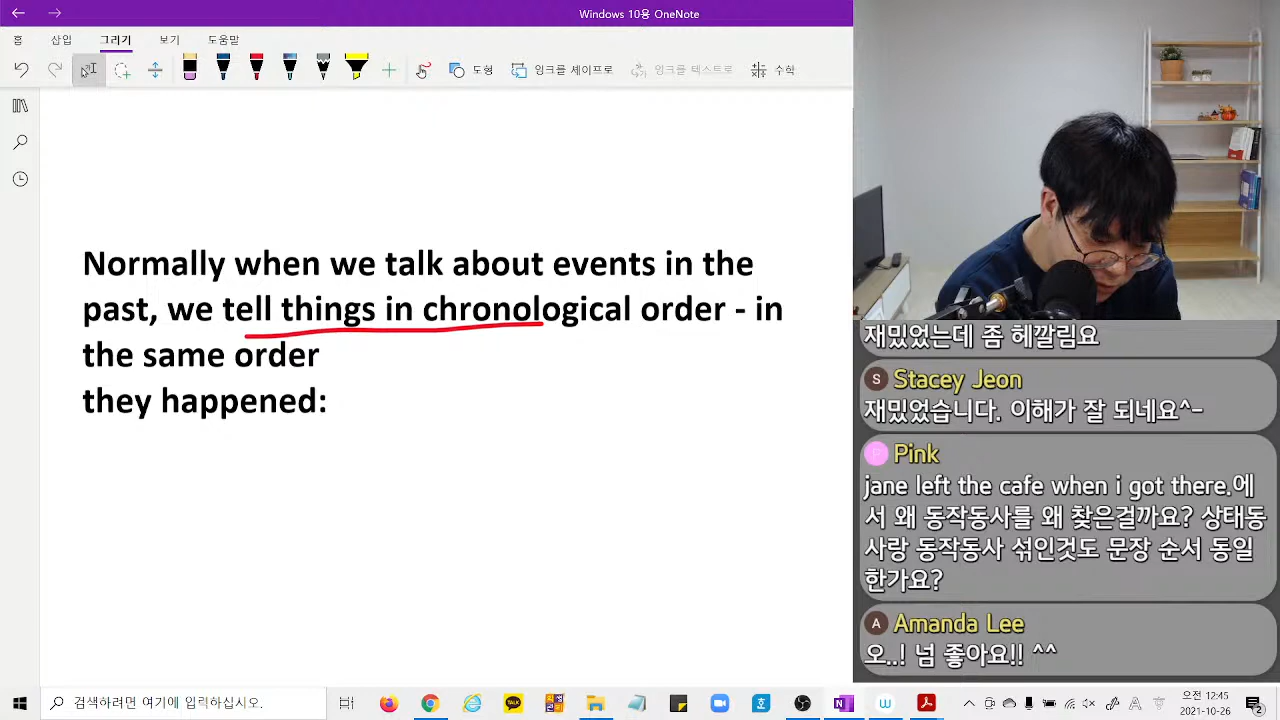 Windows 10용 OneNote
홈 삽입 그리기 보기 도움말
도형 잉크를 셰이프로 잉크를 텍스트로 수학
Normally when we talk about events in the
past, we tell things in chronological order - in
the same order
they happened:
재밌었는데 좀 헤깔림요
S Stacey Jeon
재밌었습니다. 이해가 잘 되네요^-
P Pink
jane left the cafe when i got there.에
서 왜 동작동사를 왜 찾은걸까요? 상태동
사랑 동작동사 섞인것도 문장 순서 동일
한가요?
A Amanda Lee
오..! 넘 좋아요!! ^^
검색하려면 여기에 입력하십시오.
TALK
N W
A
오전 1:45
2021-10-26
2